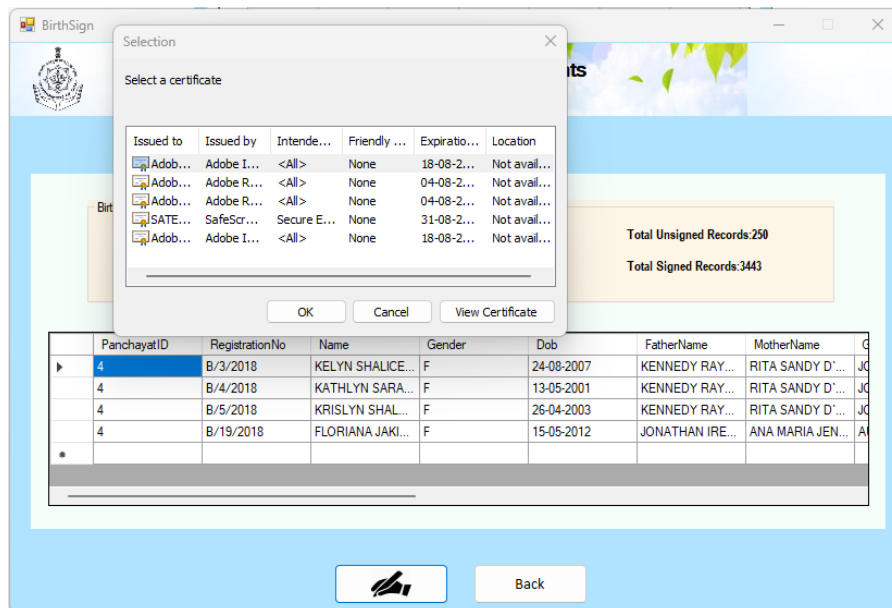 BirthSign
Selection
Select a certificate
nts
Issued to Issued by Intende... Friendly ... Expiratio... Location
Adob... Adobe I... <All> None 18-08-2... Not avail...
Adob... Adobe R... <All> None 04-08-2... Not avail...
Adob... Adobe R... <All> None 04-08-2... Not avail...
SATE... SafeScr... Secure E... None 31-08-2... Not avail...
Adob... Adobe I... <All> None 18-08-2... Not avail...
OK Cancel View Certificate
Birt
Total Unsigned Records:250
Total Signed Records:3443
PanchayatID RegistrationNo Name Gender Dob FatherName MotherName G
4 B/3/2018 KELYN SHALICE... F 24-08-2007 KENNEDY RAY... RITA SANDY D'... JO
4 B/4/2018 KATHLYN SARA... F 13-05-2001 KENNEDY RAY... RITA SANDY D'... JO
4 B/5/2018 KRISLYN SHAL... F 26-04-2003 KENNEDY RAY... RITA SANDY D'... JO
4 B/19/2018 FLORIANA JAKI... F 15-05-2012 JONATHAN IRE... ANA MARIA JEN... AU
Back